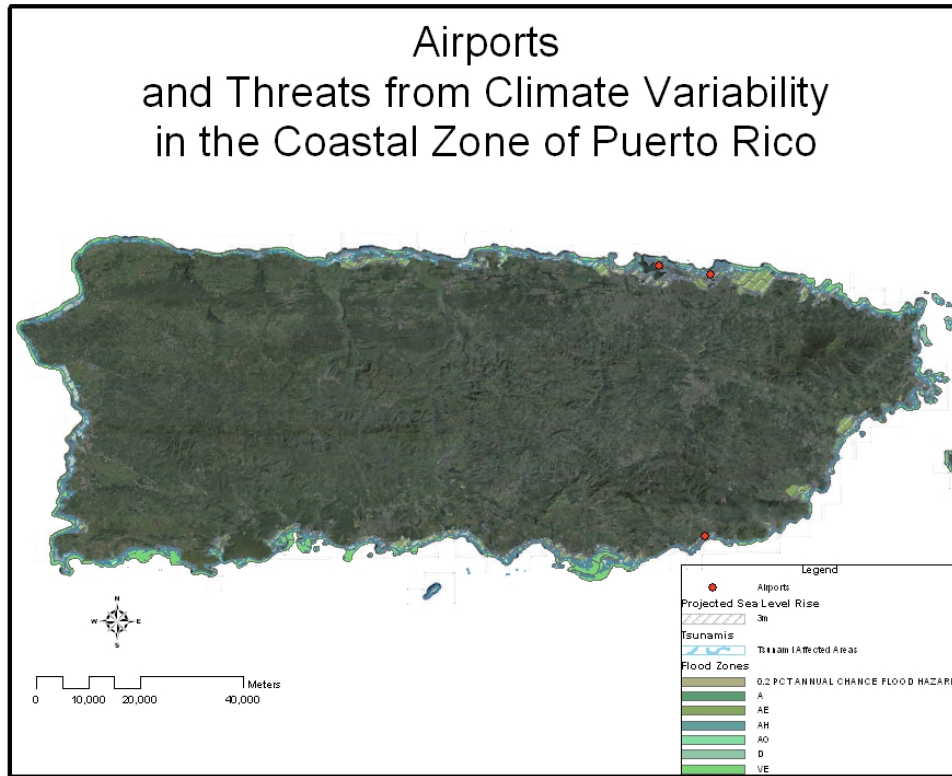 Airports
and Threats from Climate Variability
in the Coastal Zone of Puerto Rico
N
W E
S
Meters
0 10,000 20,000 40,000
Legend
Airports
Projected Sea Level Rise
3m
Tsunamis
Tsunami Affected Areas
Flood Zones
0.2 PCT ANNUAL CHANCE FLOOD HAZARD
A
AE
AH
AO
D
VE